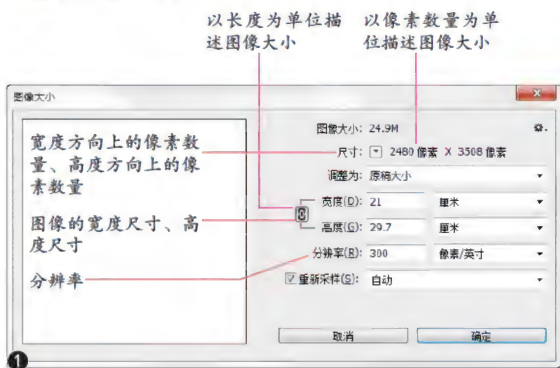 以长度为单位描
述图像大小
以像素数量为单
位描述图像大小
图像大小
宽度方向上的像素数
量、高度方向上的像
素数量
图像的宽度尺寸、高
度尺寸
分辨率
图像大小: 24.9M
尺寸: 2480 像素 X 3508 像素
调整为: 原稿大小
宽度(D): 21 厘米
高度(G): 29.7 厘米
分辨率(R): 300 像素/英寸
重新采样(S): 自动
取消 确定
1